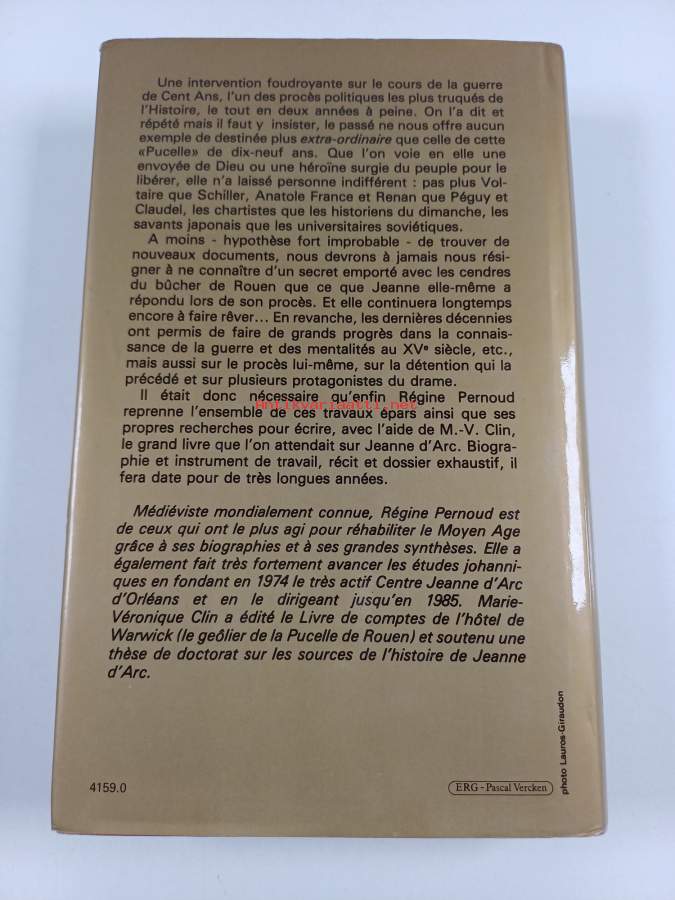 Une intervention foudroyante sur le cours de la guerre
de Cent Ans, l'un des procès politiques les plus truqués de
l'Histoire, le tout en deux années à peine. On l'a dit et
répété mais il faut y insister, le passé ne nous offre aucun
exemple de destinée plus extra-ordinaire que celle de cette
«Pucelle» de dix-neuf ans. Que l'on voie en elle une
envoyée de Dieu ou une héroïne surgie du peuple pour le
libérer, elle n'a laissé personne indifférent : pas plus Vol-
taire que Schiller, Anatole France et Renan que Péguy et
Claudel, les chartistes que les historiens du dimanche, les
savants japonais que les universitaires soviétiques.
A moins - hypothèse fort improbable - de trouver de
nouveaux documents, nous devrons à jamais nous rési-
gner à ne connaître d'un secret emporté avec les cendres
du bûcher de Rouen que ce que Jeanne elle-même a
répondu lors de son procès. Et elle continuera longtemps
encore à faire rêver... En revanche, les dernières décennies
ont permis de faire de grands progrès dans la connais-
sance de la guerre et des mentalités au XVe siècle, etc.,
mais aussi sur le procès lui-même, sur la détention qui la
précédé et sur plusieurs protagonistes du drame.
Il était donc nécessaire qu'enfin Régine Pernoud
Antikvariaatti.net
reprenne l'ensemble de ces travaux épars ainsi que ses
propres recherches pour écrire, avec l'aide de M.-V. Clin,
le grand livre que l'on attendait sur Jeanne d'Arc. Biogra-
phie et instrument de travail, récit et dossier exhaustif, il
fera date pour de très longues années.
Médiéviste mondialement connue, Régine Pernoud est
de ceux qui ont le plus agi pour réhabiliter le Moyen Age
grâce à ses biographies et à ses grandes synthèses. Elle a
également fait très fortement avancer les études johanni-
ques en fondant en 1974 le très actif Centre Jeanne d'Arc
d'Orléans et en le dirigeant jusqu'en 1985. Marie-
Véronique Clin a édité le Livre de comptes de l'hôtel de
Warwick (le geôlier de la Pucelle de Rouen) et soutenu une
thèse de doctorat sur les sources de l'histoire de Jeanne
d'Arc.
4159.0
ERG - Pascal Vercken
photo Lauros-Giraudon